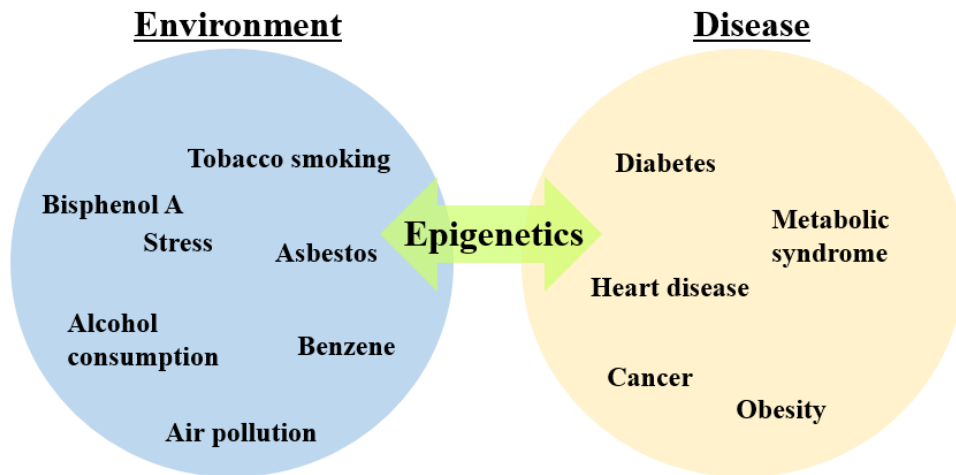 Environment
Disease
Tobacco smoking
Bisphenol A
Stress
Asbestos
Alcohol
consumption
Benzene
Air pollution
Epigenetics
Diabetes
Metabolic
syndrome
Heart disease
Cancer
Obesity